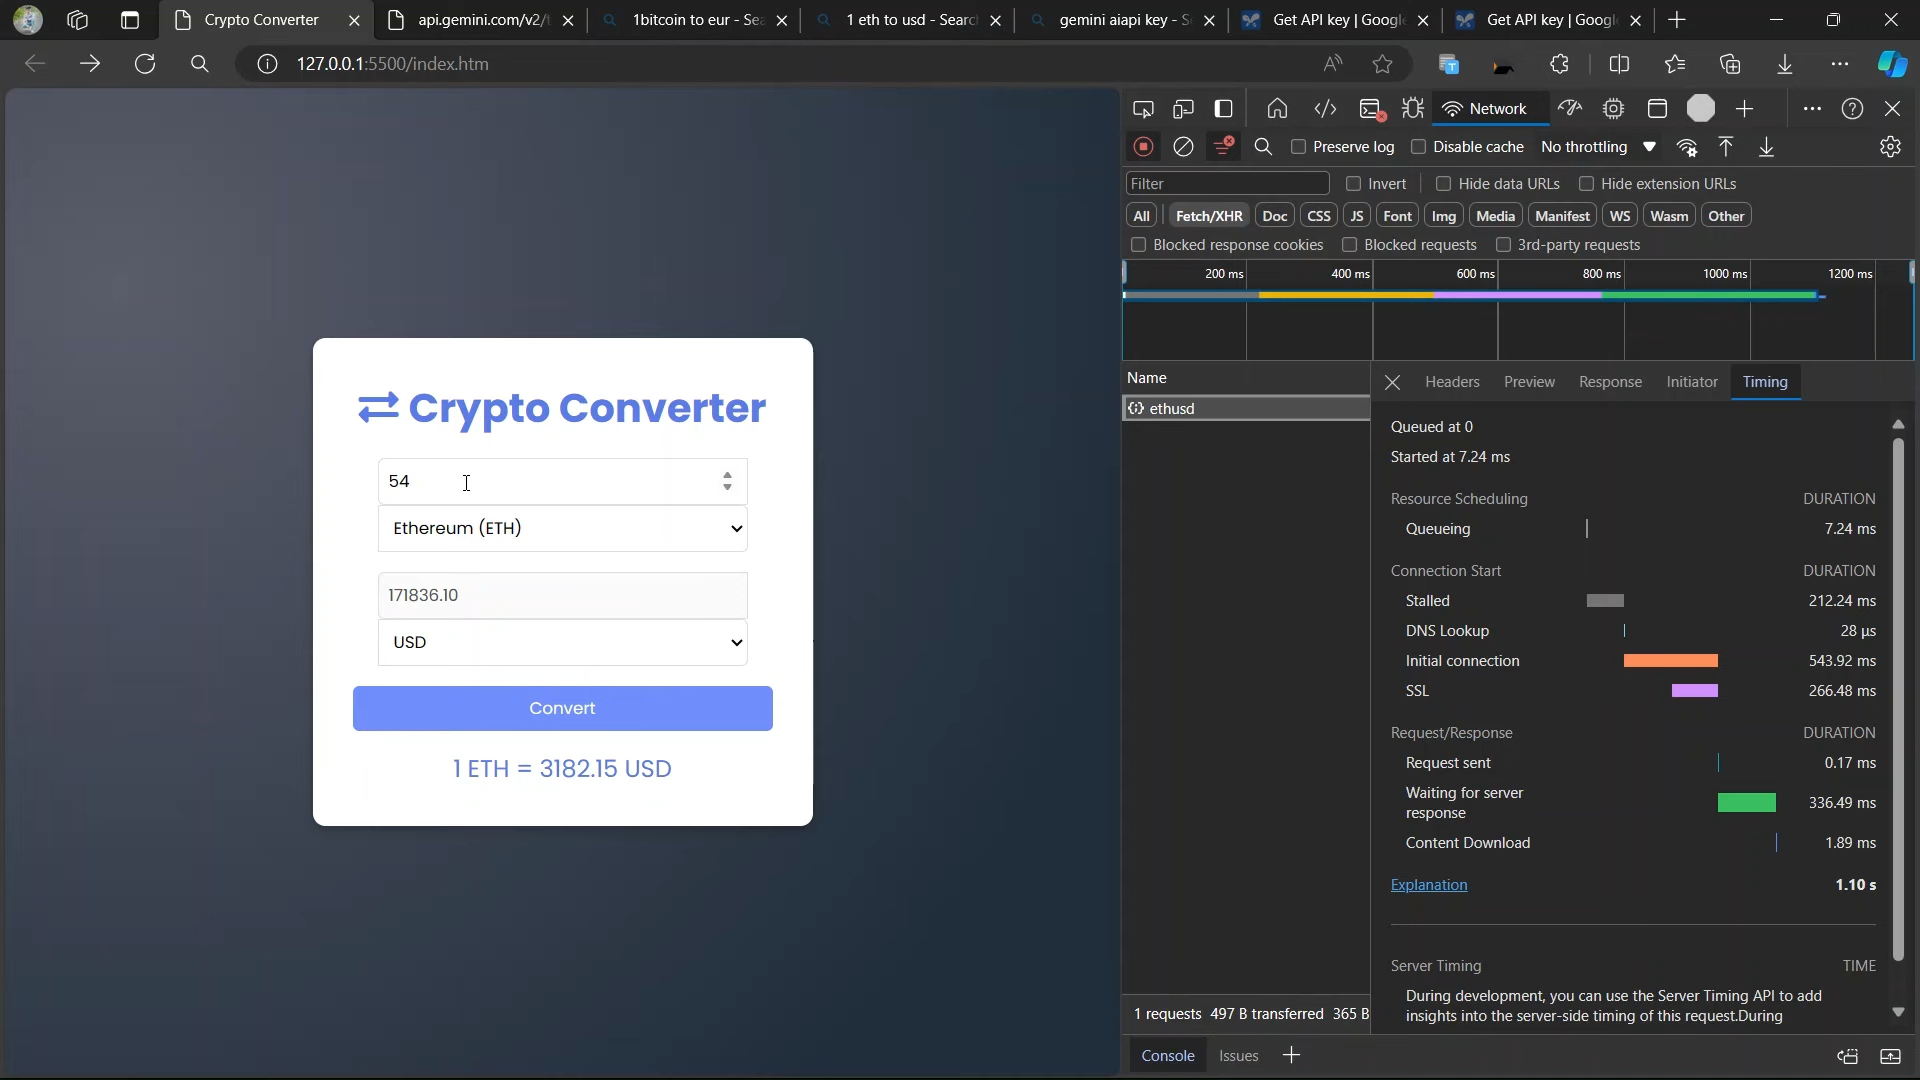 Crypto Converter
api.gemini.com/v2/t
1bitcoin to eur - Sea
1 eth to usd - Search
gemini aiapi key - S
Get API key | Google
Get API key | Google
127.0.0.1:5500/index.htm
Network
Preserve log
Disable cache
No throttling
Filter
Invert
Hide data URLs
Hide extension URLs
All
Fetch/XHR
Doc
CSS
JS
Font
Img
Media
Manifest
WS
Wasm
Other
Blocked response cookies
Blocked requests
3rd-party requests
200 ms
400 ms
600 ms
800 ms
1000 ms
1200 ms
Crypto Converter
54
Ethereum (ETH)
171836.10
USD
Convert
1 ETH = 3182.15 USD
Name
ethusd
Headers
Preview
Response
Initiator
Timing
Queued at 0
Started at 7.24 ms
Resource Scheduling DURATION
Queueing 7.24 ms
Connection Start DURATION
Stalled 212.24 ms
DNS Lookup 28 µs
Initial connection 543.92 ms
SSL 266.48 ms
Request/Response DURATION
Request sent 0.17 ms
Waiting for server
response 336.49 ms
Content Download 1.89 ms
Explanation 1.10 s
Server Timing TIME
During development, you can use the Server Timing API to add
insights into the server-side timing of this request.During
1 requests 497 B transferred 365 B
Console
Issues